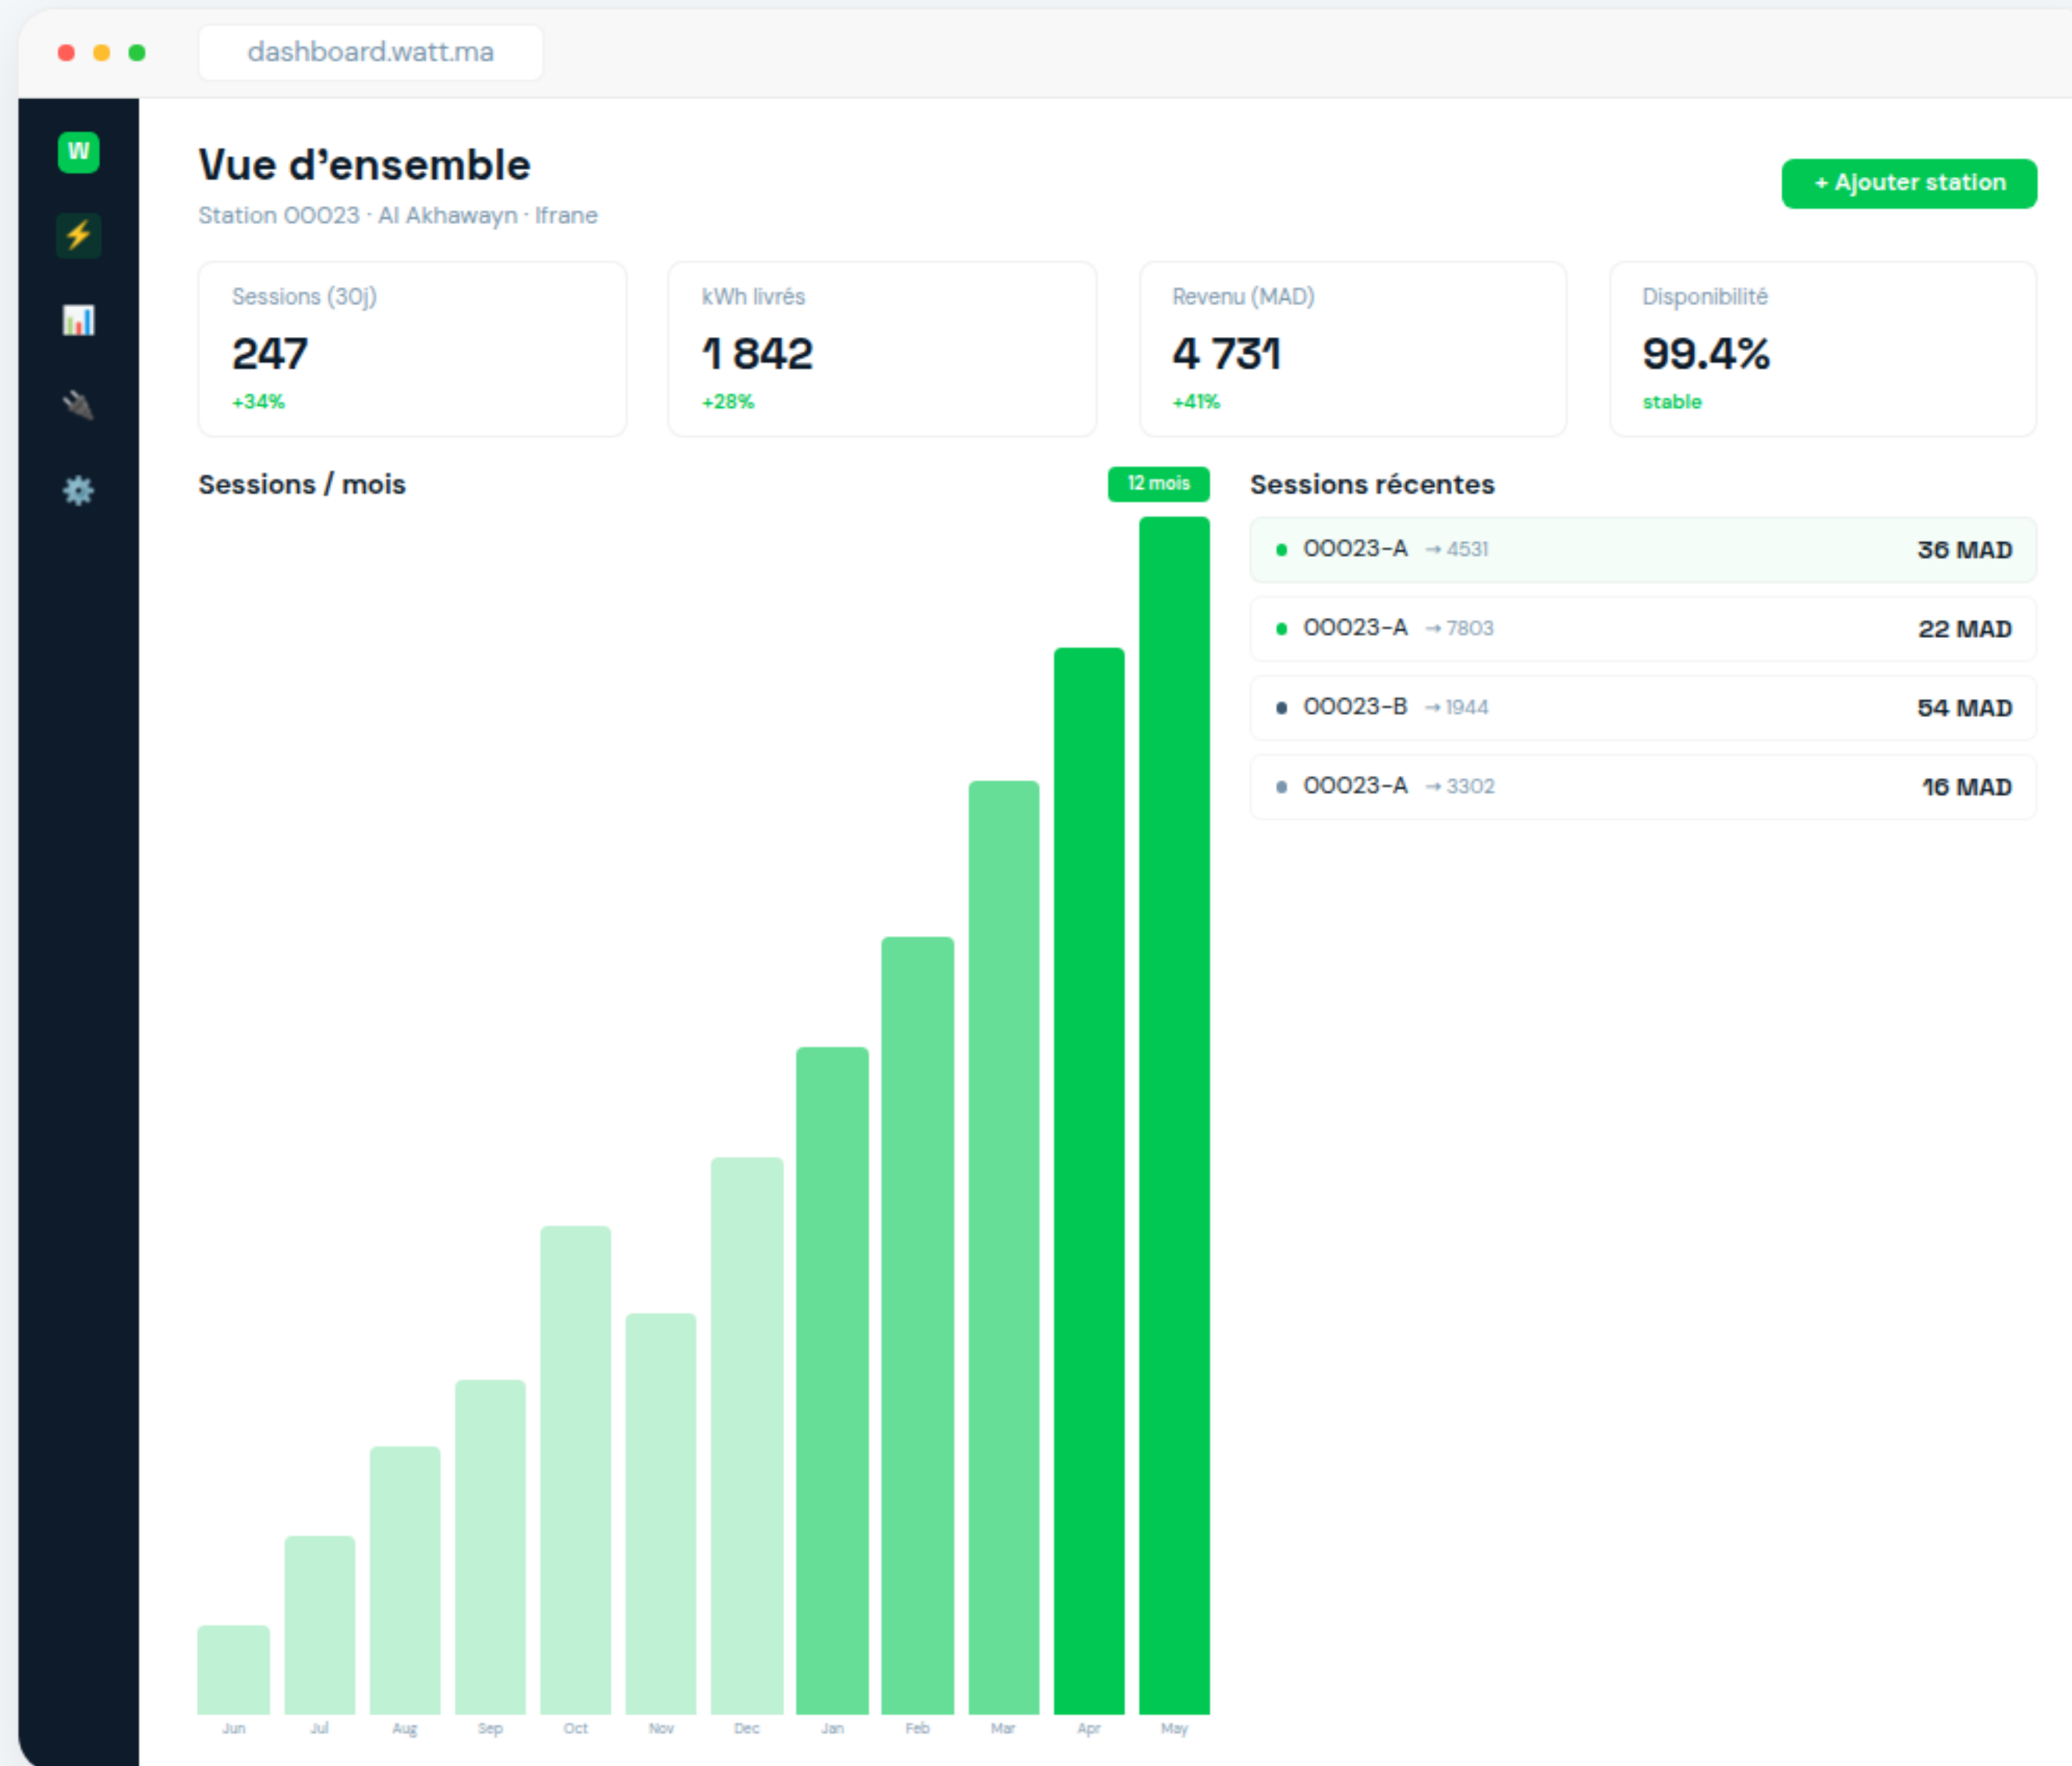 dashboard.watt.ma
W
Vue d’ensemble
Station 00023 · Al Akhawayn · Ifrane
+ Ajouter station
Sessions (30j)
247
+34%
kWh livrés
1 842
+28%
Revenu (MAD)
4 731
+41%
Disponibilité
99.4%
stable
Sessions / mois
12 mois
Jun Jul Aug Sep Oct Nov Dec Jan Feb Mar Apr May
Sessions récentes
00023-A → 4531 36 MAD
00023-A → 7803 22 MAD
00023-B → 1944 54 MAD
00023-A → 3302 16 MAD